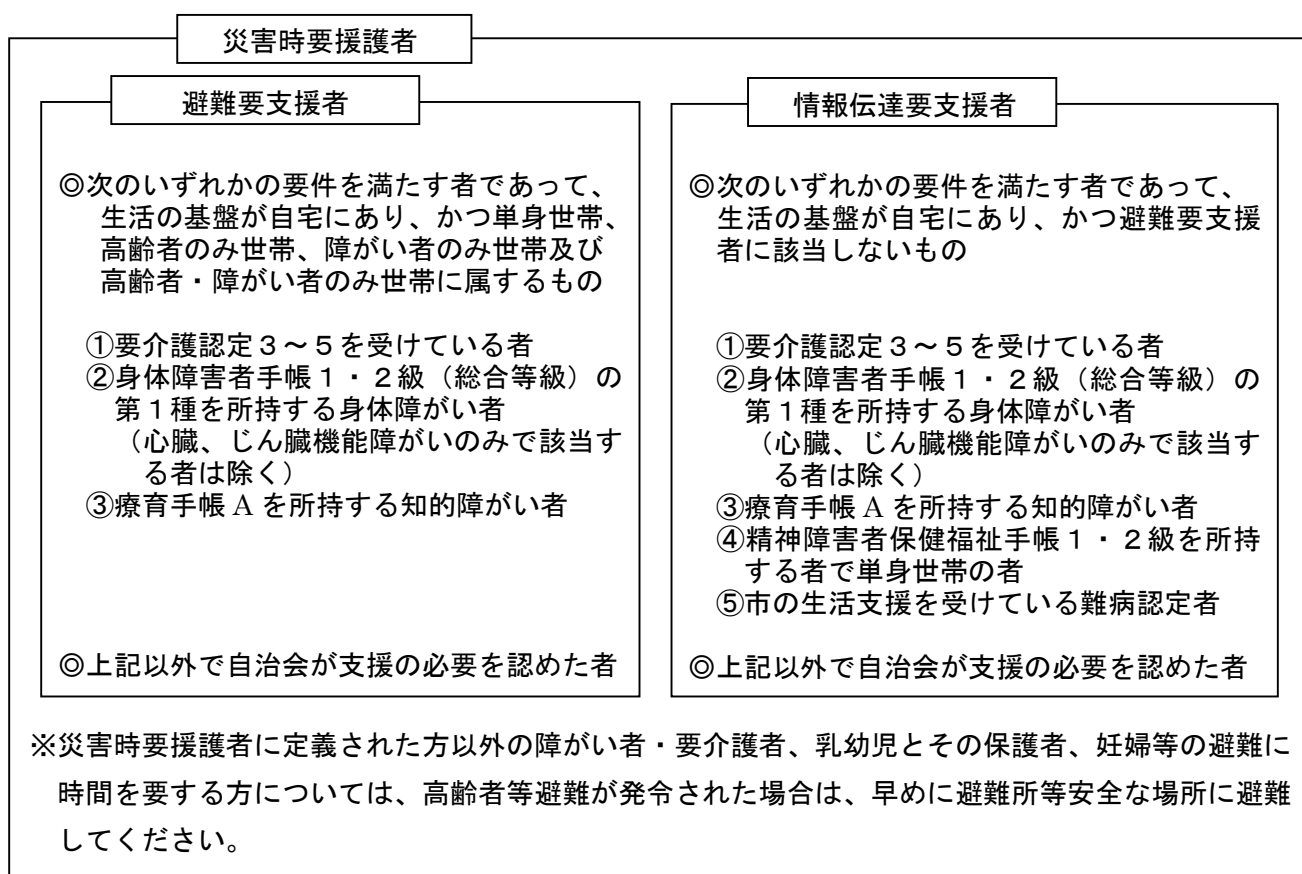 災害時要援護者
避難要支援者
◎次のいずれかの要件を満たす者であって、
生活の基盤が自宅にあり、かつ単身世帯、
高齢者のみ世帯、障がい者のみ世帯及び
高齢者・障がい者のみ世帯に属するもの
①要介護認定３～５を受けている者
②身体障害者手帳１・２級（総合等級）の
第１種を所持する身体障がい者
（心臓、じん臓機能障がいのみで該当す
る者は除く）
③療育手帳Ａを所持する知的障がい者
◎上記以外で自治会が支援の必要を認めた者
情報伝達要支援者
◎次のいずれかの要件を満たす者であって、
生活の基盤が自宅にあり、かつ避難要支援
者に該当しないもの
①要介護認定３～５を受けている者
②身体障害者手帳１・２級（総合等級）の
第１種を所持する身体障がい者
（心臓、じん臓機能障がいのみで該当す
る者は除く）
③療育手帳Ａを所持する知的障がい者
④精神障害者保健福祉手帳１・２級を所持
する者で単身世帯の者
⑤市の生活支援を受けている難病認定者
◎上記以外で自治会が支援の必要を認めた者
※災害時要援護者に定義された方以外の障がい者・要介護者、乳幼児とその保護者、妊婦等の避難に
時間を要する方については、高齢者等避難が発令された場合は、早めに避難所等安全な場所に避難
してください。